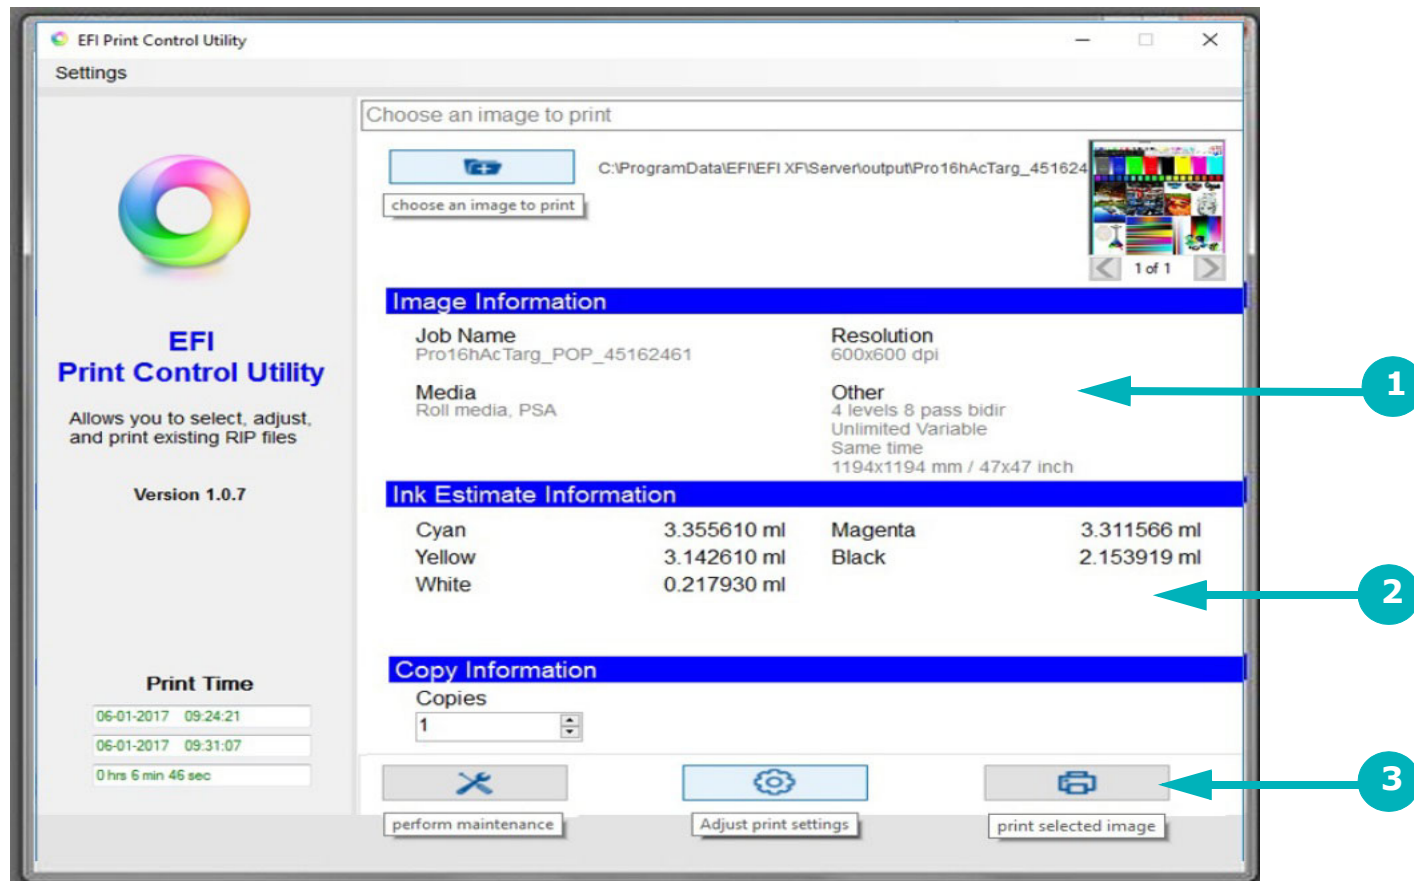 EFI Print Control Utility
Settings
EFI
Print Control Utility
Allows you to select, adjust,
and print existing RIP files
Version 1.0.7
Print Time
06-01-2017 09:24:21
06-01-2017 09:31:07
0 hrs 6 min 46 sec
Choose an image to print
C:\ProgramData\EFI\EFI XF\Server\output\Pro16hAcTarg_451624
choose an image to print
1 of 1
Image Information
Job Name
Pro16hAcTarg_POP_45162461
Resolution
600x600 dpi
Media
Roll media, PSA
Other
4 levels 8 pass bidir
Unlimited Variable
Same time
1194x1194 mm / 47x47 inch
1
Ink Estimate Information
Cyan 3.355610 ml Magenta 3.311566 ml
Yellow 3.142610 ml Black 2.153919 ml
White 0.217930 ml
2
Copy Information
Copies
1
3
perform maintenance
Adjust print settings
print selected image